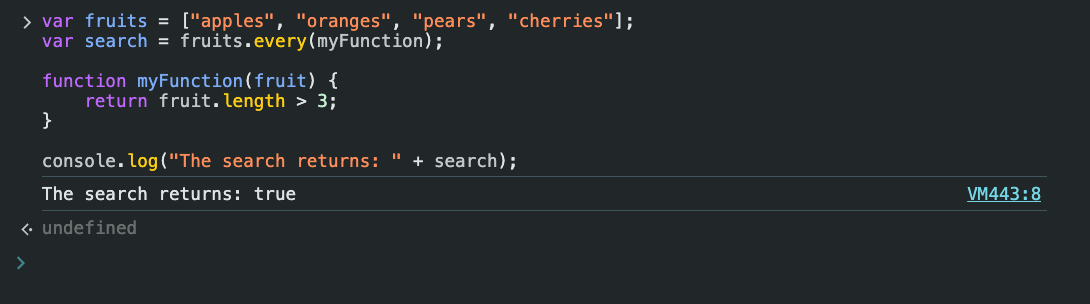 var fruits = ["apples", "oranges", "pears", "cherries"];
var search = fruits.every(myFunction);

function myFunction(fruit) {
    return fruit.length > 3;
}

console.log("The search returns: " + search);
The search returns: true VM443:8
undefined